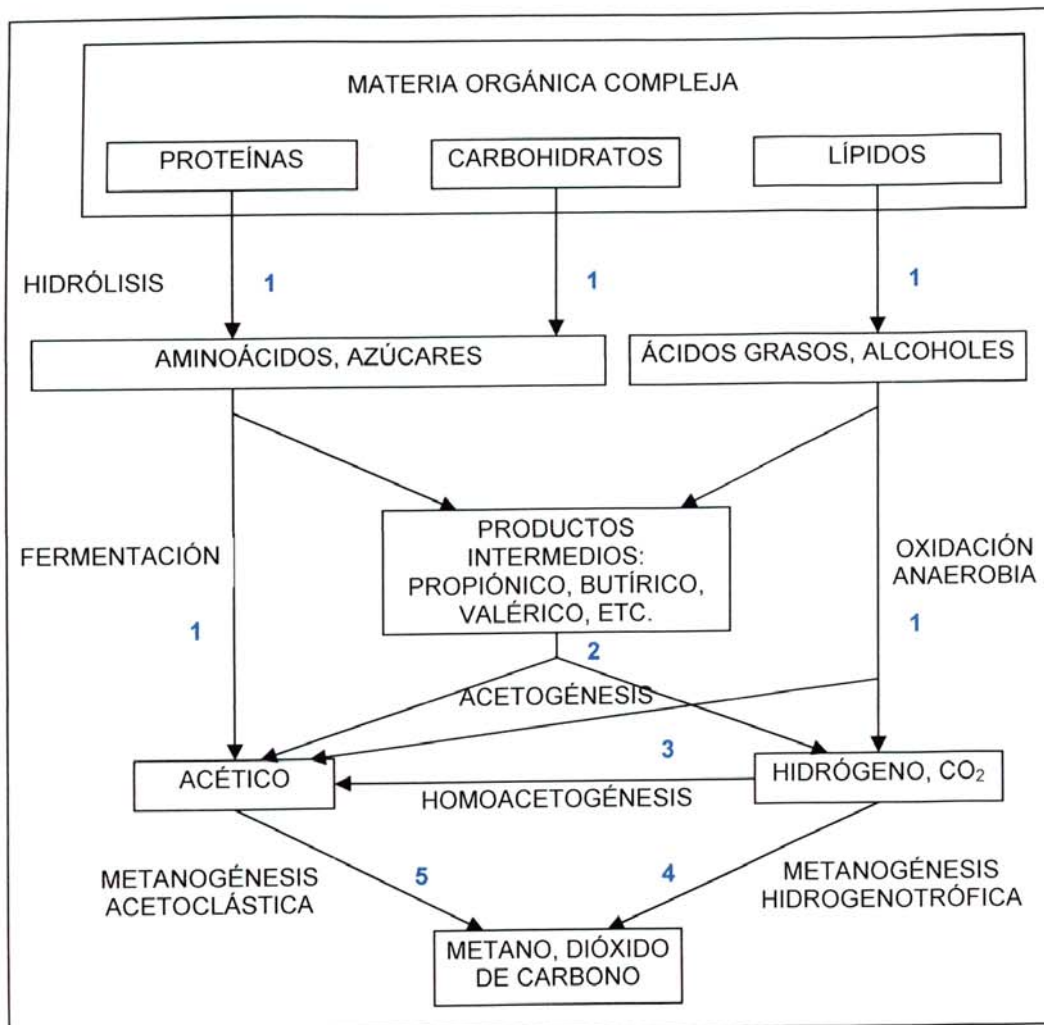 MATERIA ORGÁNICA COMPLEJA
PROTEÍNAS
CARBOHIDRATOS
LÍPIDOS
HIDRÓLISIS
1
1
1
AMINOÁCIDOS, AZÚCARES
ÁCIDOS GRASOS, ALCOHOLES
FERMENTACIÓN
PRODUCTOS
INTERMEDIOS:
PROPIÓNICO, BUTÍRICO,
VALÉRICO, ETC.
OXIDACIÓN
ANAEROBIA
1
1
2
ACETOGÉNESIS
3
ACÉTICO
HIDRÓGENO, CO₂
HOMOACETOGÉNESIS
METANOGÉNESIS
ACETOCLÁSTICA
5
4
METANOGÉNESIS
HIDROGENOTRÓFICA
METANO, DIÓXIDO
DE CARBONO